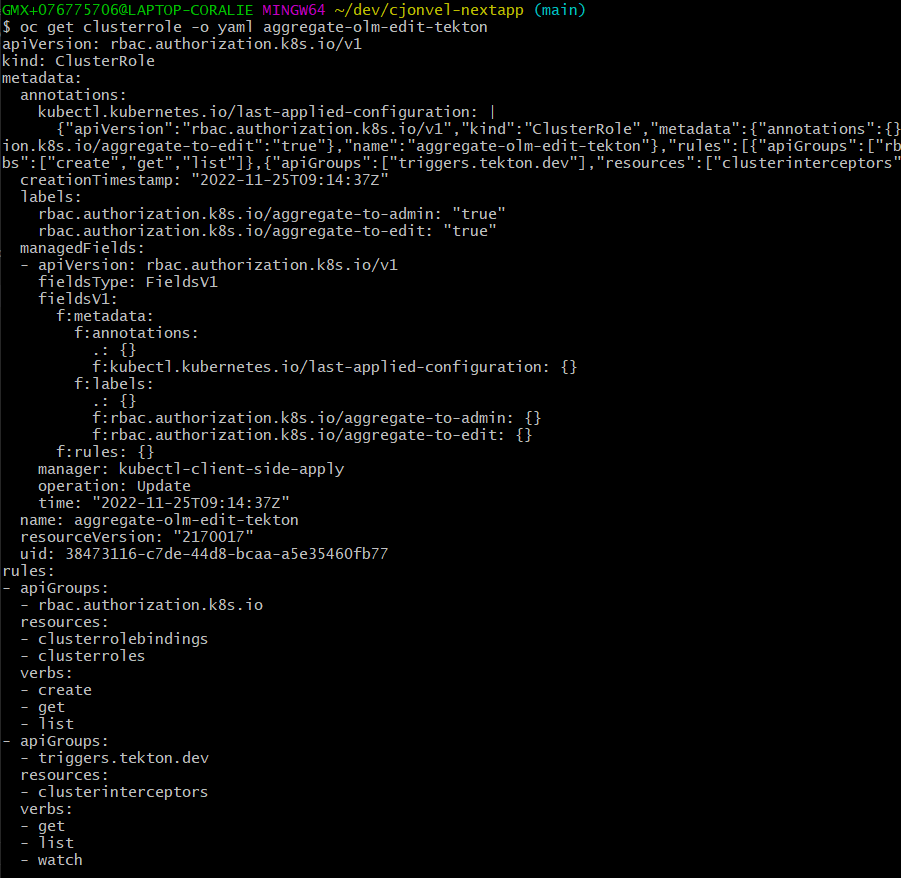 GMX+076775706@LAPTOP-CORALIE MINGW64 ~/dev/cjonvel-nextapp (main)
$ oc get clusterrole -o yaml aggregate-olm-edit-tekton
apiVersion: rbac.authorization.k8s.io/v1
kind: ClusterRole
metadata:
  annotations:
    kubectl.kubernetes.io/last-applied-configuration: |
      {"apiVersion":"rbac.authorization.k8s.io/v1","kind":"ClusterRole","metadata":{"annotations":{}
ion.k8s.io/aggregate-to-edit":"true"},"name":"aggregate-olm-edit-tekton"},"rules":[{"apiGroups":["rb
bs":["create","get","list"]},{"apiGroups":["triggers.tekton.dev"],"resources":["clusterinterceptors"
  creationTimestamp: "2022-11-25T09:14:37Z"
  labels:
    rbac.authorization.k8s.io/aggregate-to-admin: "true"
    rbac.authorization.k8s.io/aggregate-to-edit: "true"
  managedFields:
  - apiVersion: rbac.authorization.k8s.io/v1
    fieldsType: FieldsV1
    fieldsV1:
      f:metadata:
        f:annotations:
          .: {}
          f:kubectl.kubernetes.io/last-applied-configuration: {}
        f:labels:
          .: {}
          f:rbac.authorization.k8s.io/aggregate-to-admin: {}
          f:rbac.authorization.k8s.io/aggregate-to-edit: {}
      f:rules: {}
    manager: kubectl-client-side-apply
    operation: Update
    time: "2022-11-25T09:14:37Z"
  name: aggregate-olm-edit-tekton
  resourceVersion: "2170017"
  uid: 38473116-c7de-44d8-bcaa-a5e35460fb77
rules:
- apiGroups:
  - rbac.authorization.k8s.io
  resources:
  - clusterrolebindings
  - clusterroles
  verbs:
  - create
  - get
  - list
- apiGroups:
  - triggers.tekton.dev
  resources:
  - clusterinterceptors
  verbs:
  - get
  - list
  - watch